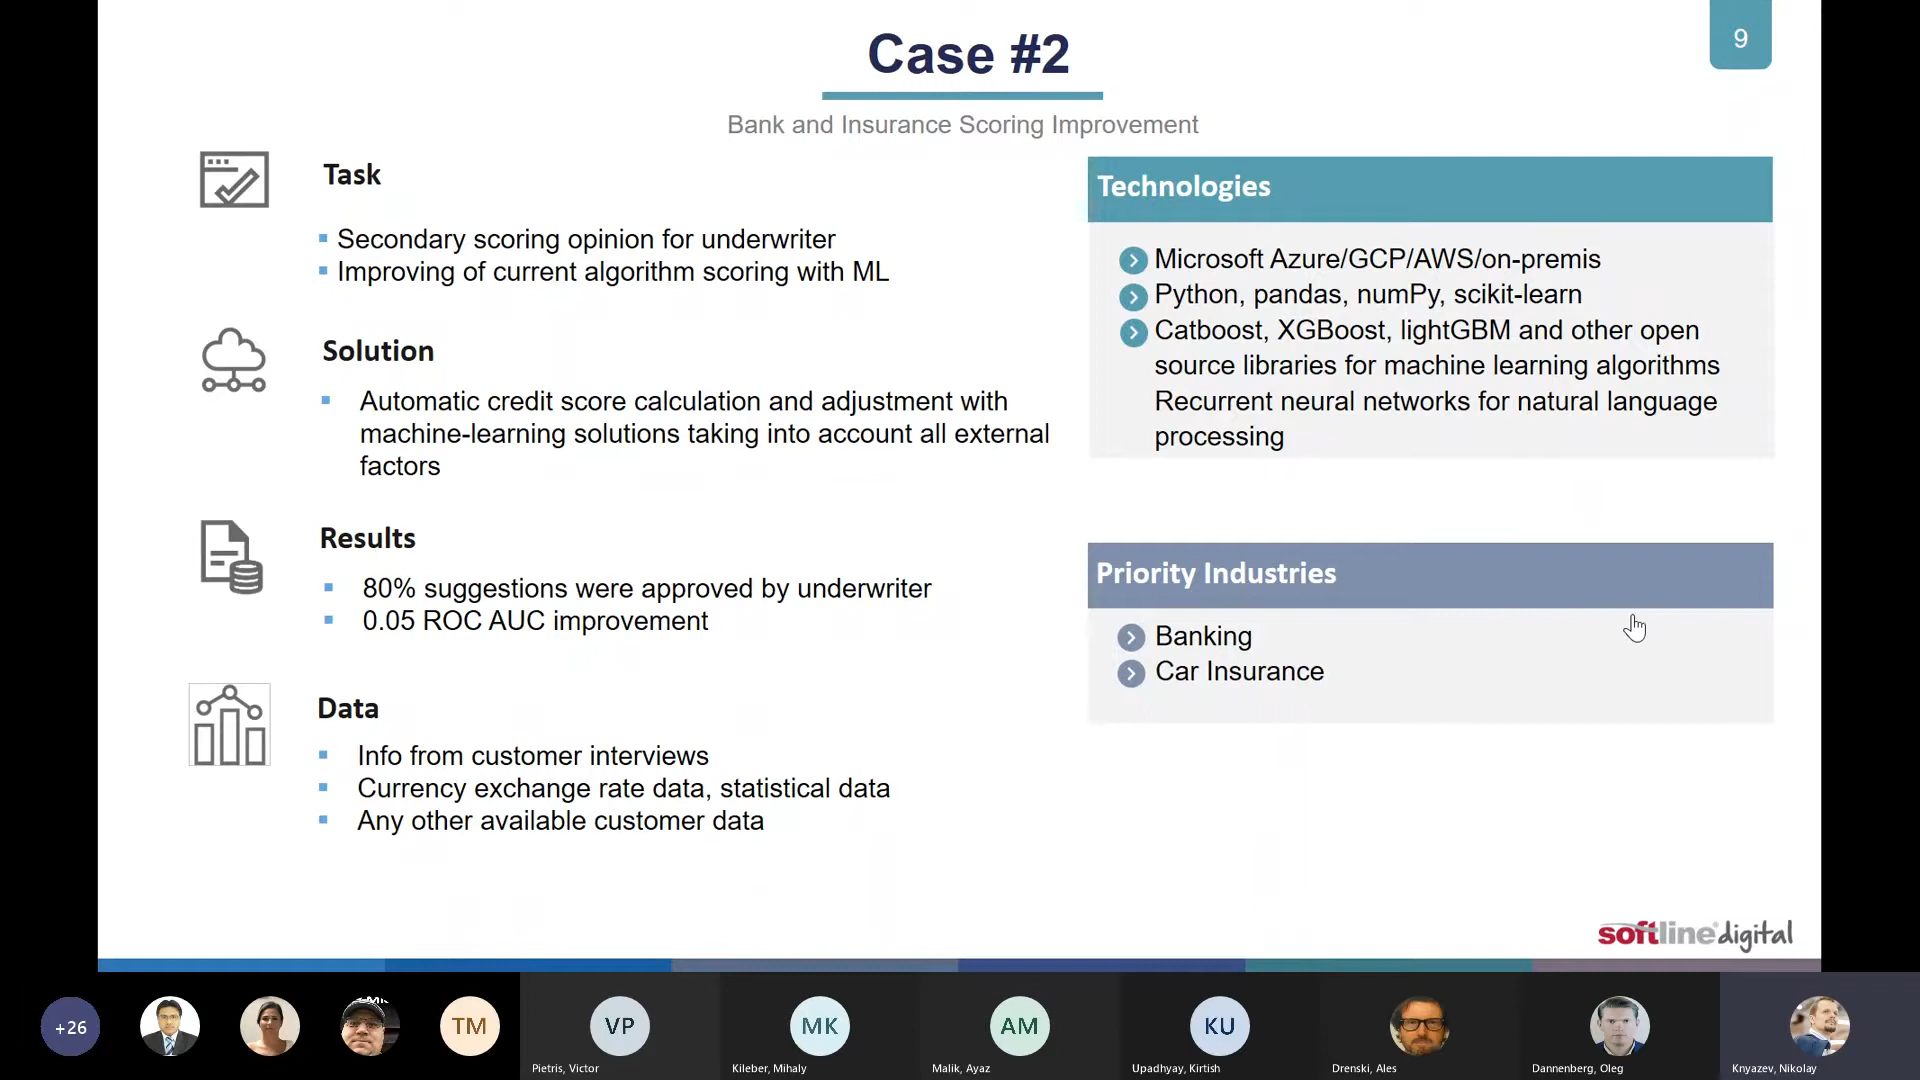 Case #2
9
Bank and Insurance Scoring Improvement
Task
Secondary scoring opinion for underwriter
Improving of current algorithm scoring with ML
Solution
Automatic credit score calculation and adjustment with
machine-learning solutions taking into account all external
factors
Results
80% suggestions were approved by underwriter
0.05 ROC AUC improvement
Data
Info from customer interviews
Currency exchange rate data, statistical data
Any other available customer data
Technologies
Microsoft Azure/GCP/AWS/on-premis
Python, pandas, numPy, scikit-learn
Catboost, XGBoost, lightGBM and other open
source libraries for machine learning algorithms
Recurrent neural networks for natural language
processing
Priority Industries
Banking
Car Insurance
softline digital
+26
TM
VP
MK
AM
KU
Pietris, Victor
Kileber, Mihaly
Malik, Ayaz
Upadhyay, Kirtish
Drenski, Ales
Dannenberg, Oleg
Knyazev, Nikolay